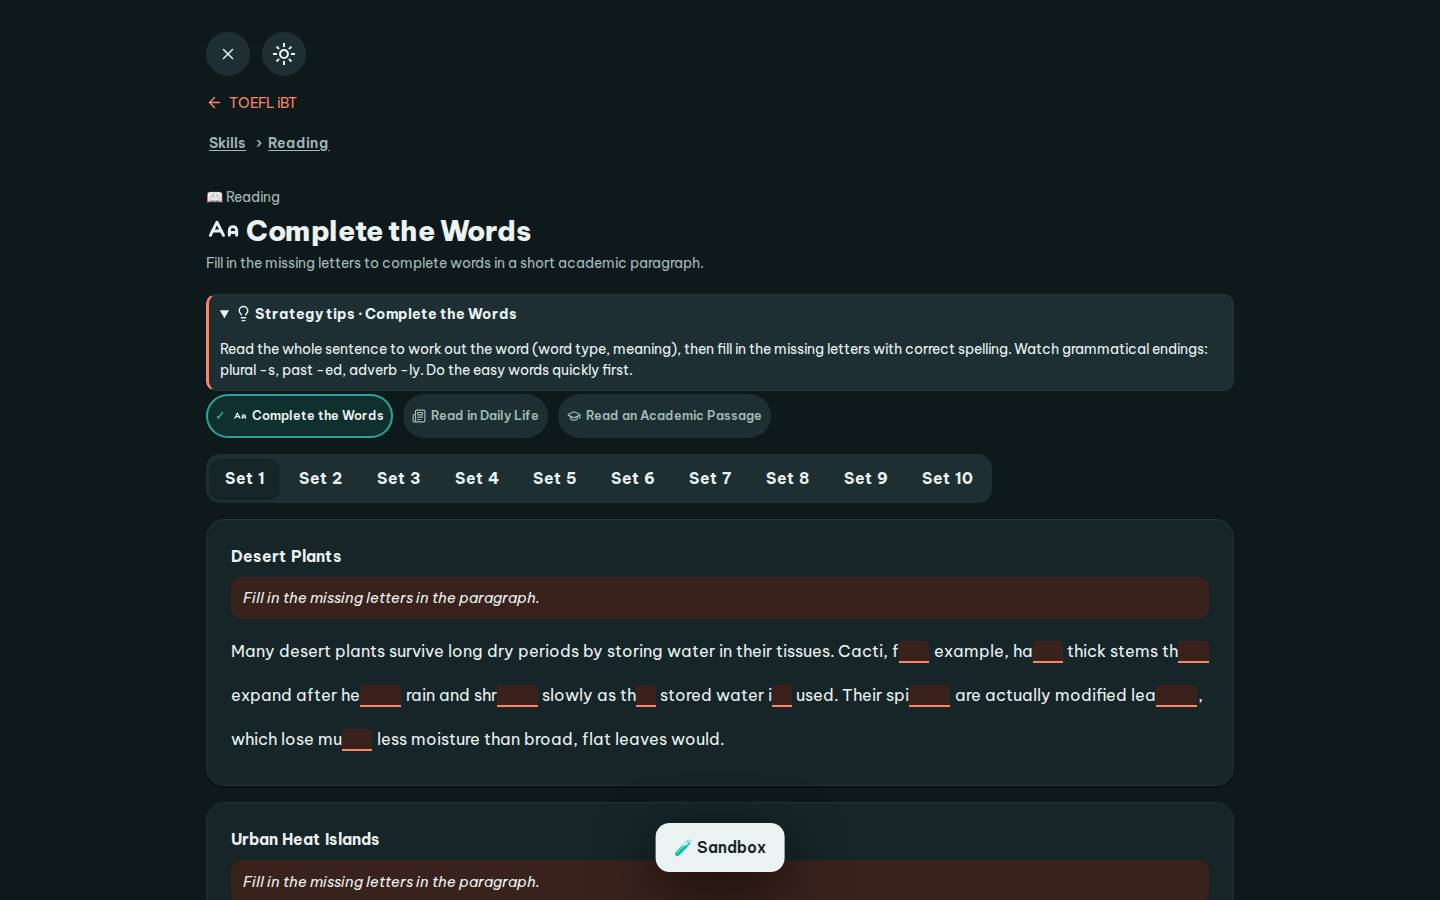 ← TOEFL iBT
Skills › Reading
📖 Reading
Aa Complete the Words
Fill in the missing letters to complete words in a short academic paragraph.
▼ Strategy tips · Complete the Words
Read the whole sentence to work out the word (word type, meaning), then fill in the missing letters with correct spelling. Watch grammatical endings:
plural -s, past -ed, adverb -ly. Do the easy words quickly first.
✓ Aa Complete the Words Read in Daily Life Read an Academic Passage
Set 1 Set 2 Set 3 Set 4 Set 5 Set 6 Set 7 Set 8 Set 9 Set 10
Desert Plants
Fill in the missing letters in the paragraph.
Many desert plants survive long dry periods by storing water in their tissues. Cacti, f___ example, ha___ thick stems th___
expand after he____ rain and shr____ slowly as th__ stored water i__ used. Their spi____ are actually modified lea____,
which lose mu___ less moisture than broad, flat leaves would.
Urban Heat Islands
🧪 Sandbox
Fill in the missing letters in the paragraph.